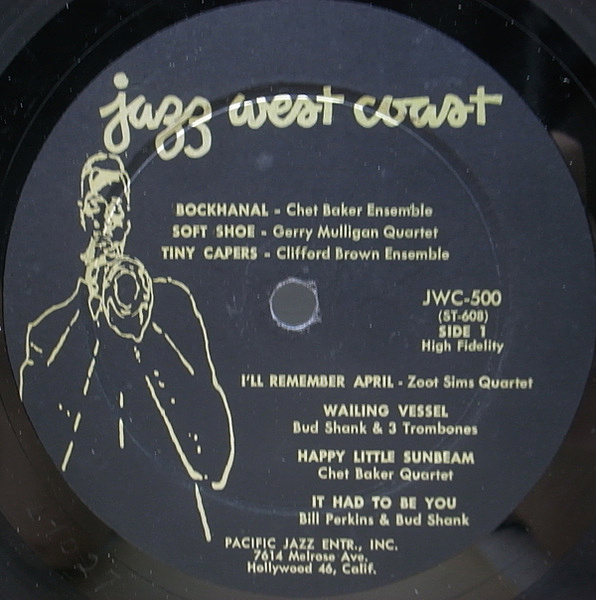 jazz west coast
BOCKHANAL - Chet Baker Ensemble
SOFT SHOE - Gerry Mulligan Quartet
TINY CAPERS - Clifford Brown Ensemble
JWC-500
(ST-608)
SIDE 1
High Fidelity
I'LL REMEMBER APRIL - Zoot Sims Quartet
WAILING VESSEL
Bud Shank & 3 Trombones
HAPPY LITTLE SUNBEAM
Chet Baker Quartet
IT HAD TO BE YOU
Bill Perkins & Bud Shank
PACIFIC JAZZ ENTR., INC.
7614 Melrose Ave.
Hollywood 46, Calif.